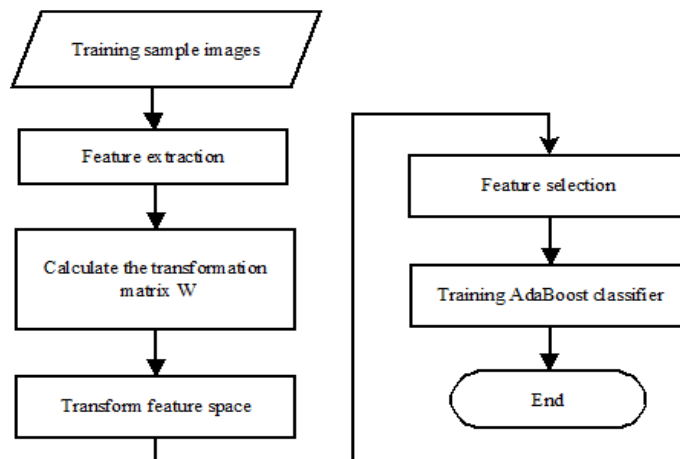 Training sample images
Feature extraction
Calculate the transformation
matrix W
Transform feature space
Feature selection
Training AdaBoost classifier
End